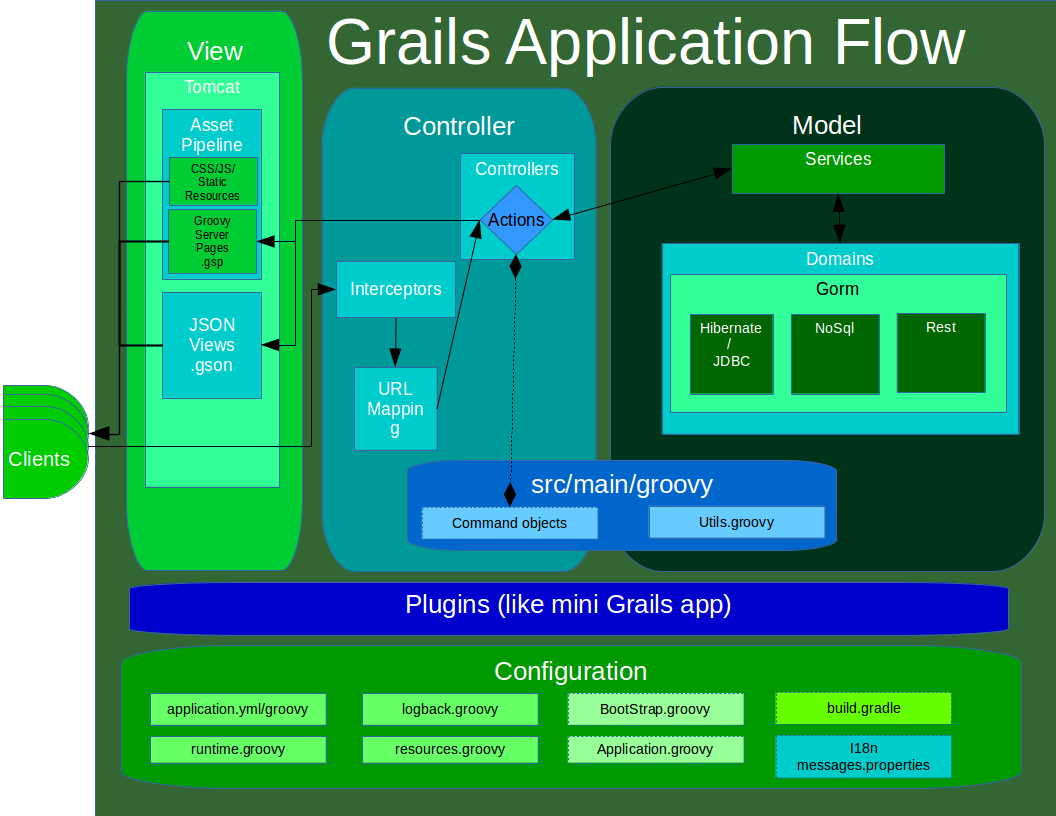 Grails Application Flow
View
Tomcat
Asset
Pipeline
CSS/JS/
Static
Resources
Groovy
Server
Pages
.gsp
JSON
Views
.gson
Clients
Controller
Controllers
Actions
Interceptors
URL
Mappin
g
Model
Services
Domains
Gorm
Hibernate
/
JDBC
NoSql
Rest
src/main/groovy
Command objects
Utils.groovy
Plugins (like mini Grails app)
Configuration
application.yml/groovy
logback.groovy
BootStrap.groovy
build.gradle
runtime.groovy
resources.groovy
Application.groovy
I18n
messages.properties